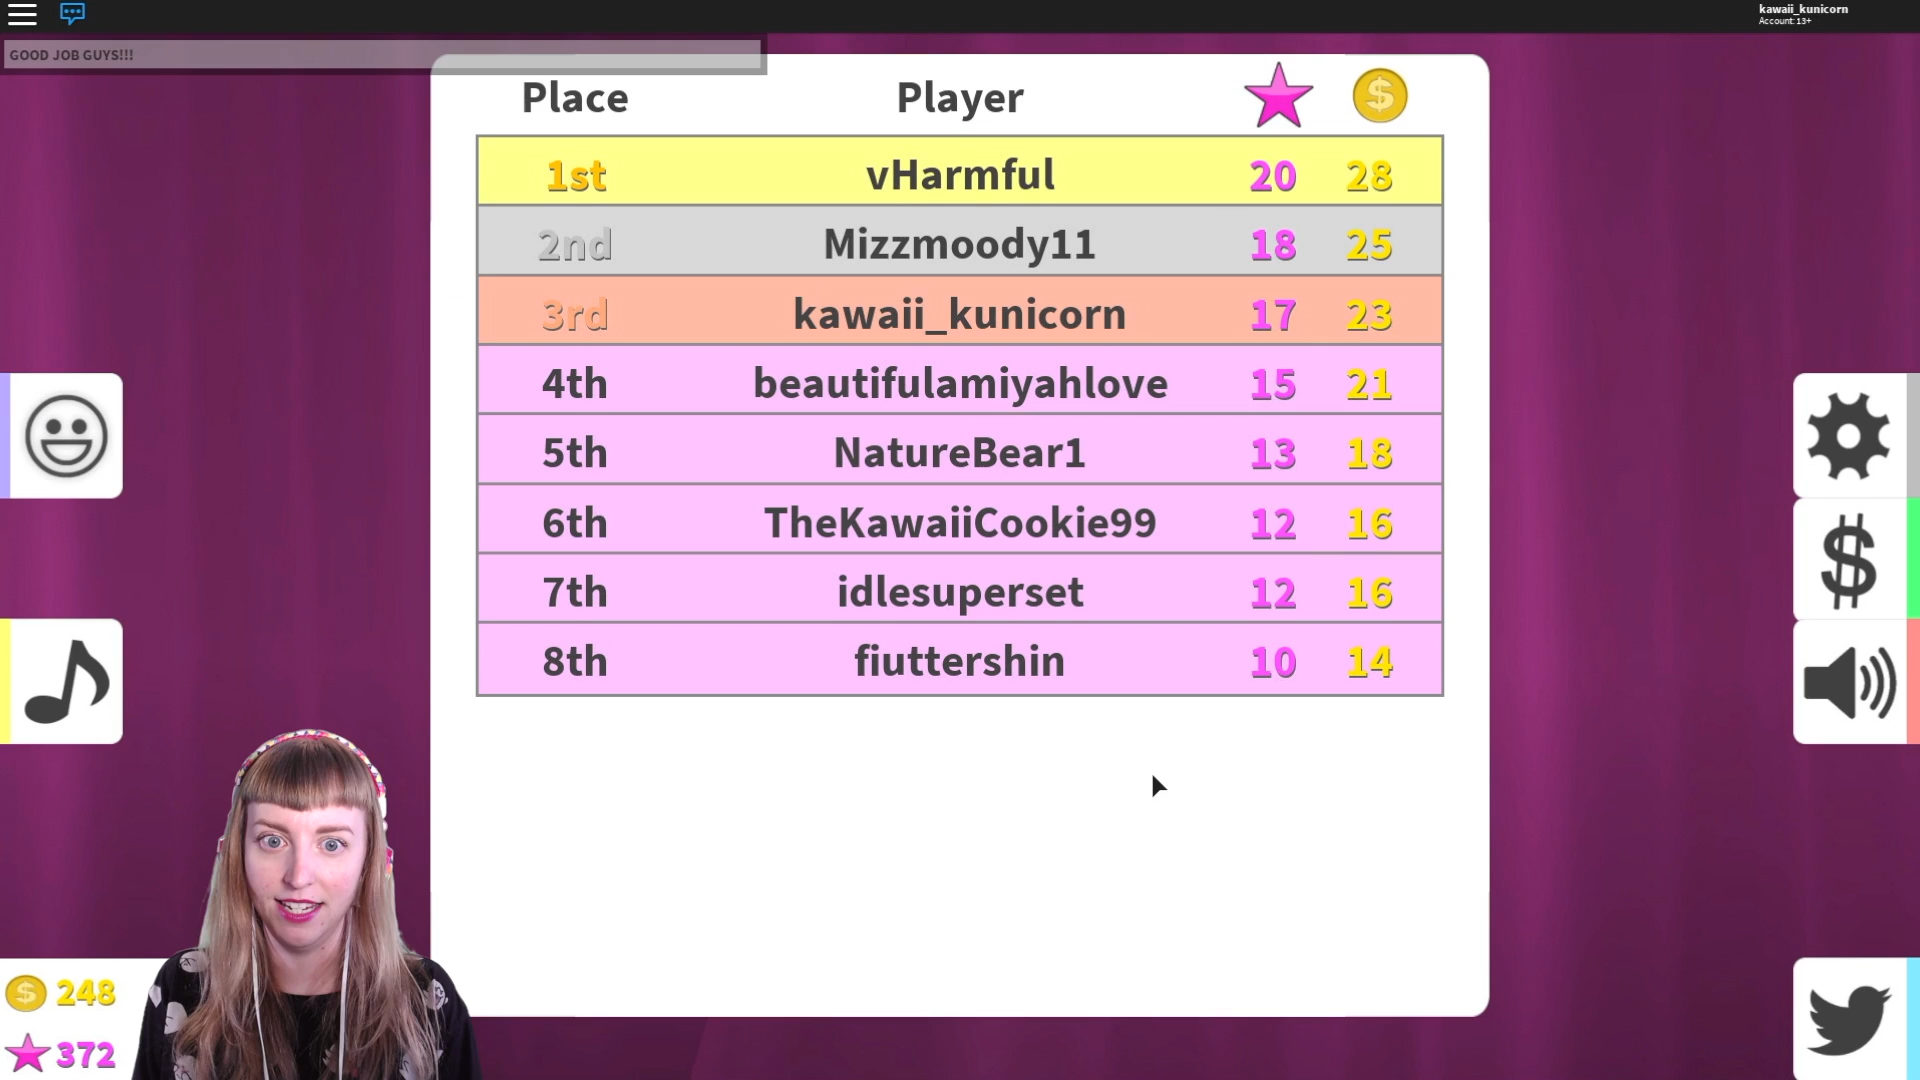 kawaii_kunicorn
Account: 13+
GOOD JOB GUYS!!!
Place Player
1st vHarmful 20 28
2nd Mizzmoody11 18 25
3rd kawaii_kunicorn 17 23
4th beautifulamiyahlove 15 21
5th NatureBear1 13 18
6th TheKawaiiCookie99 12 16
7th idlesuperset 12 16
8th fiuttershin 10 14
248
372